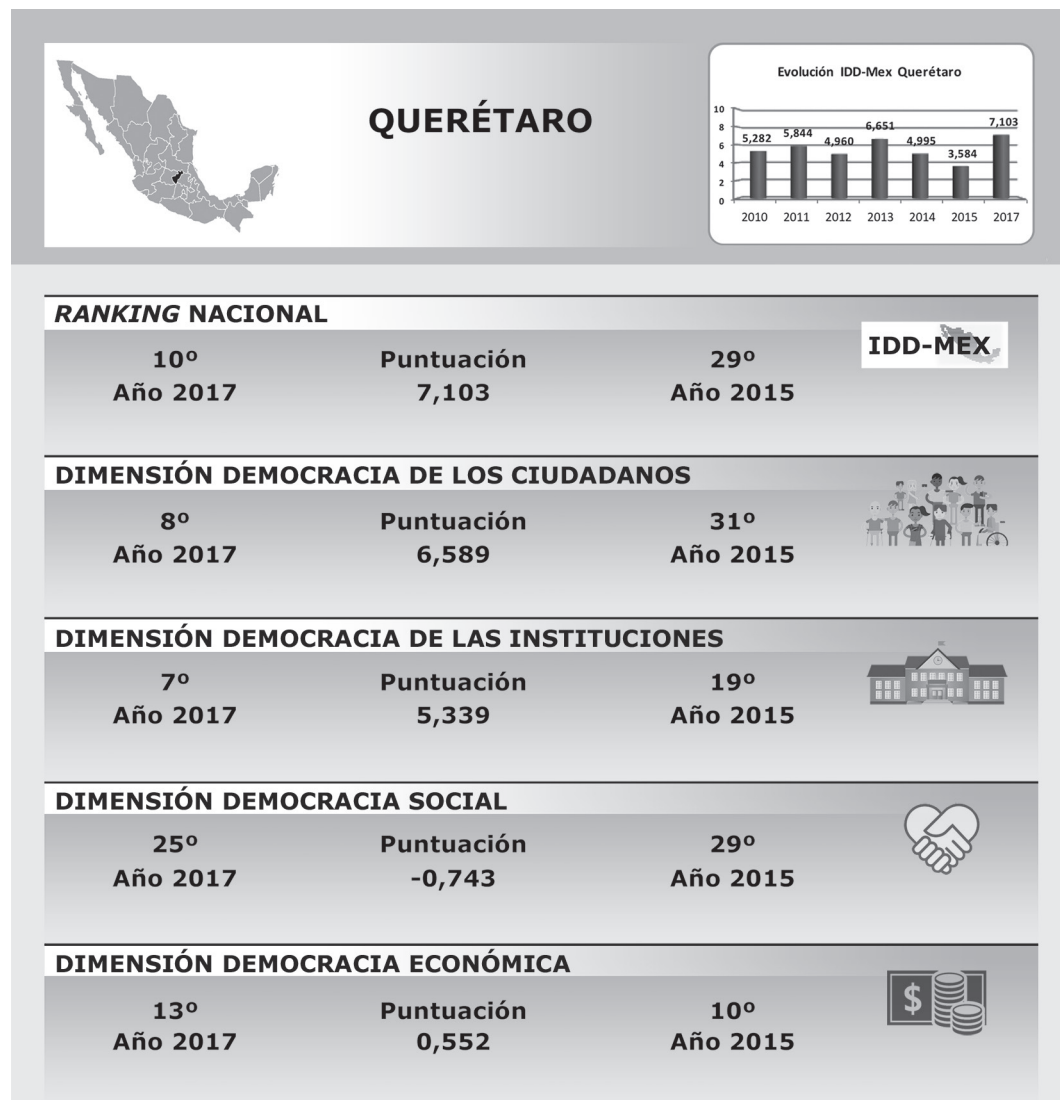 QUERÉTARO
Evolución IDD-Mex Querétaro
10
8
6
4
2
0
5,282 5,844 4,960 6,651 4,995 3,584 7,103
2010 2011 2012 2013 2014 2015 2017
RANKING NACIONAL
IDD-MEX
10º Puntuación 29º
Año 2017 7,103 Año 2015
DIMENSIÓN DEMOCRACIA DE LOS CIUDADANOS
8º Puntuación 31º
Año 2017 6,589 Año 2015
DIMENSIÓN DEMOCRACIA DE LAS INSTITUCIONES
7º Puntuación 19º
Año 2017 5,339 Año 2015
DIMENSIÓN DEMOCRACIA SOCIAL
25º Puntuación 29º
Año 2017 -0,743 Año 2015
DIMENSIÓN DEMOCRACIA ECONÓMICA
$
13º Puntuación 10º
Año 2017 0,552 Año 2015